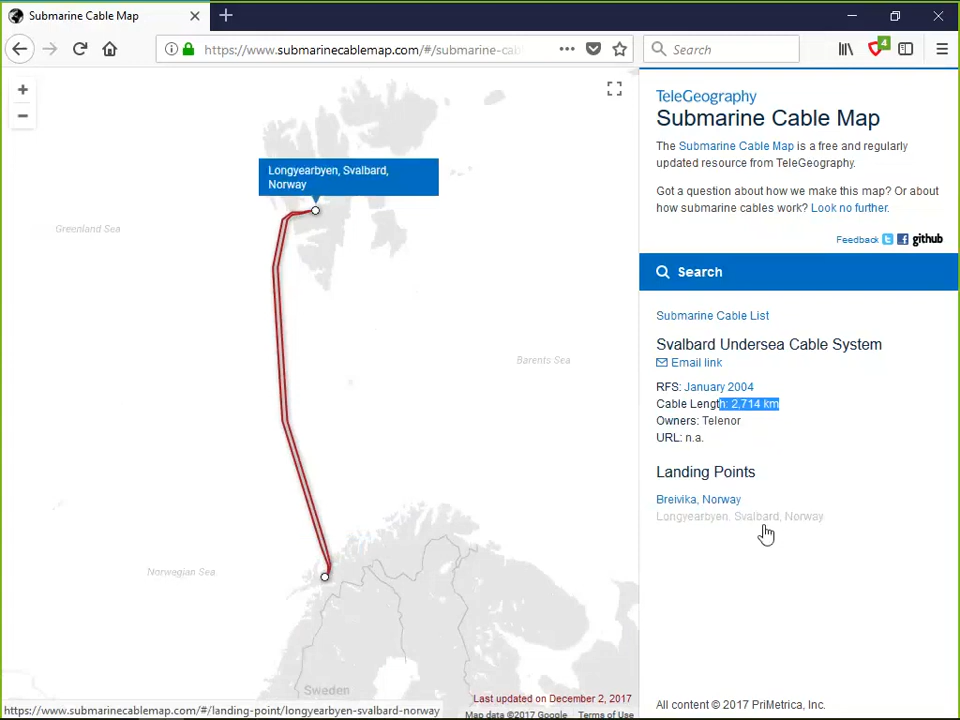 Submarine Cable Map
https://www.submarinecablemap.com/#/submarine-cab
Search
4
Longyearbyen, Svalbard,
Norway
Greenland Sea
Barents Sea
Norwegian Sea
Sweden
Last updated on December 2, 2017
Map data ©2017 Google
Terms of Use
https://www.submarinecablemap.com/#/landing-point/longyearbyen-svalbard-norway
TeleGeography
Submarine Cable Map
The Submarine Cable Map is a free and regularly
updated resource from TeleGeography.
Got a question about how we make this map? Or about
how submarine cables work? Look no further.
Feedback
github
Search
Submarine Cable List
Svalbard Undersea Cable System
Email link
RFS: January 2004
Cable Length: 2,714 km
Owners: Telenor
URL: n.a.
Landing Points
Breivika, Norway
Longyearbyen, Svalbard, Norway
All content © 2017 PriMetrica, Inc.